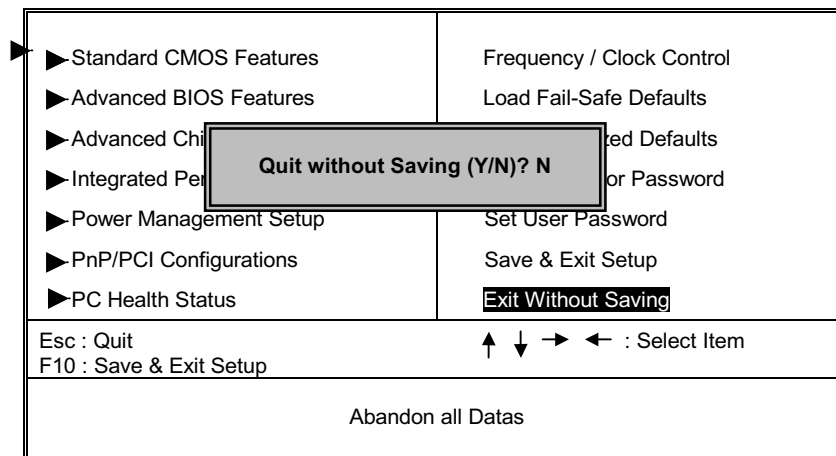 Standard CMOS Features
Advanced BIOS Features
Advanced Chi
Integrated Per
Power Management Setup
PnP/PCI Configurations
PC Health Status
Frequency / Clock Control
Load Fail-Safe Defaults
zed Defaults
or Password
Set User Password
Save & Exit Setup
Exit Without Saving
Quit without Saving (Y/N)? N
Esc : Quit
F10 : Save & Exit Setup
↑ ↓ → ← : Select Item
Abandon all Datas